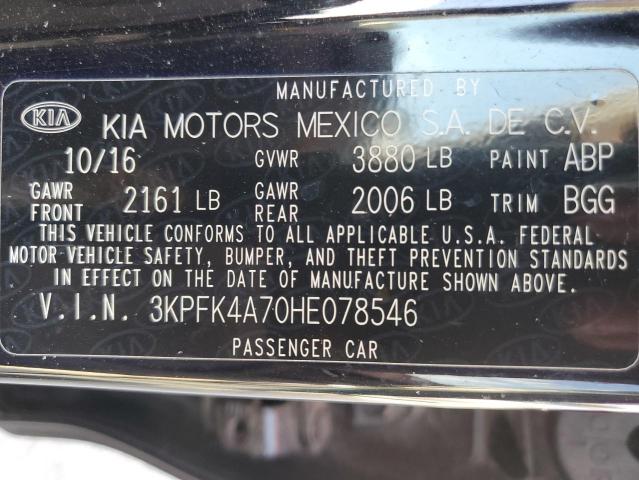 MANUFACTURED BY
KIA KIA MOTORS MEXICO S.A. DE C.V.
10/16 GVWR 3880 LB PAINT ABP
GAWR FRONT 2161 LB GAWR REAR 2006 LB TRIM BGG
THIS VEHICLE CONFORMS TO ALL APPLICABLE U.S.A. FEDERAL
MOTOR VEHICLE SAFETY, BUMPER, AND THEFT PREVENTION STANDARDS
IN EFFECT ON THE DATE OF MANUFACTURE SHOWN ABOVE.
V.I.N. 3KPFK4A70HE078546
PASSENGER CAR